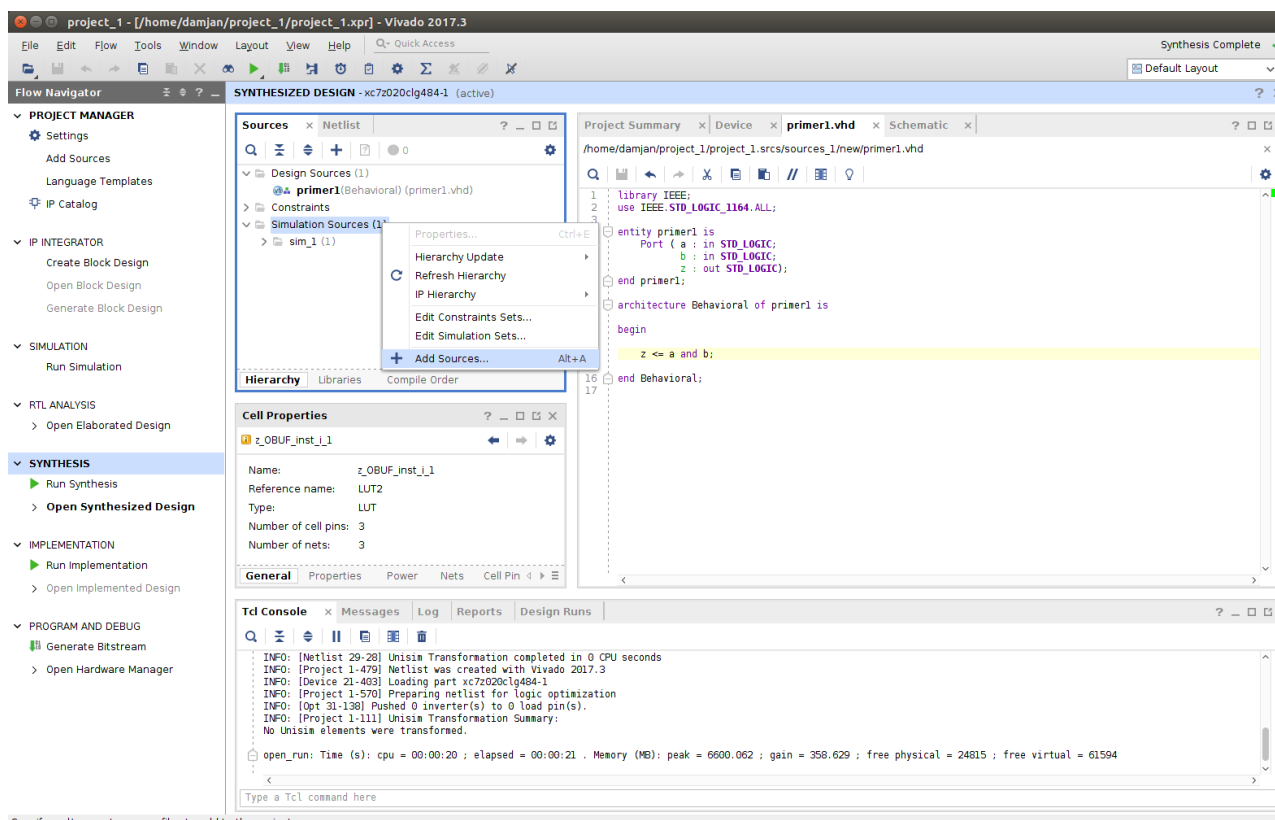 project_1 - [/home/damjan/project_1/project_1.xpr] - Vivado 2017.3
File Edit Flow Tools Window Layout View Help Quick Access Synthesis Complete
Default Layout
Flow Navigator
SYNTHESIZED DESIGN - xc7z020clg484-1 (active)
PROJECT MANAGER
Settings
Add Sources
Language Templates
IP Catalog
IP INTEGRATOR
Create Block Design
Open Block Design
Generate Block Design
SIMULATION
Run Simulation
RTL ANALYSIS
Open Elaborated Design
SYNTHESIS
Run Synthesis
Open Synthesized Design
IMPLEMENTATION
Run Implementation
Open Implemented Design
PROGRAM AND DEBUG
Generate Bitstream
Open Hardware Manager
Sources Netlist
0
Design Sources (1)
primer1(Behavioral) (primer1.vhd)
Constraints
Simulation Sources (1)
sim_1 (1)
Hierarchy Libraries Compile Order
Properties... Ctrl+E
Hierarchy Update
Refresh Hierarchy
IP Hierarchy
Edit Constraints Sets...
Edit Simulation Sets...
Add Sources... Alt+A
Cell Properties
z_OBUF_inst_i_1
Name: z_OBUF_inst_i_1
Reference name: LUT2
Type: LUT
Number of cell pins: 3
Number of nets: 3
General Properties Power Nets Cell Pin
Project Summary Device primer1.vhd Schematic
/home/damjan/project_1/project_1.srcs/sources_1/new/primer1.vhd
1 library IEEE;
2 use IEEE.STD_LOGIC_1164.ALL;
3
entity primer1 is
Port ( a : in STD_LOGIC;
b : in STD_LOGIC;
z : out STD_LOGIC);
end primer1;
architecture Behavioral of primer1 is
begin
z <= a and b;
16 end Behavioral;
17
Tcl Console Messages Log Reports Design Runs
INFO: [Netlist 29-28] Unisim Transformation completed in 0 CPU seconds
INFO: [Project 1-479] Netlist was created with Vivado 2017.3
INFO: [Device 21-403] Loading part xc7z020clg484-1
INFO: [Project 1-570] Preparing netlist for logic optimization
INFO: [Opt 31-138] Pushed 0 inverter(s) to 0 load pin(s).
INFO: [Project 1-111] Unisim Transformation Summary:
No Unisim elements were transformed.
open_run: Time (s): cpu = 00:00:20 ; elapsed = 00:00:21 . Memory (MB): peak = 6600.062 ; gain = 358.629 ; free physical = 24815 ; free virtual = 61594
Type a Tcl command here